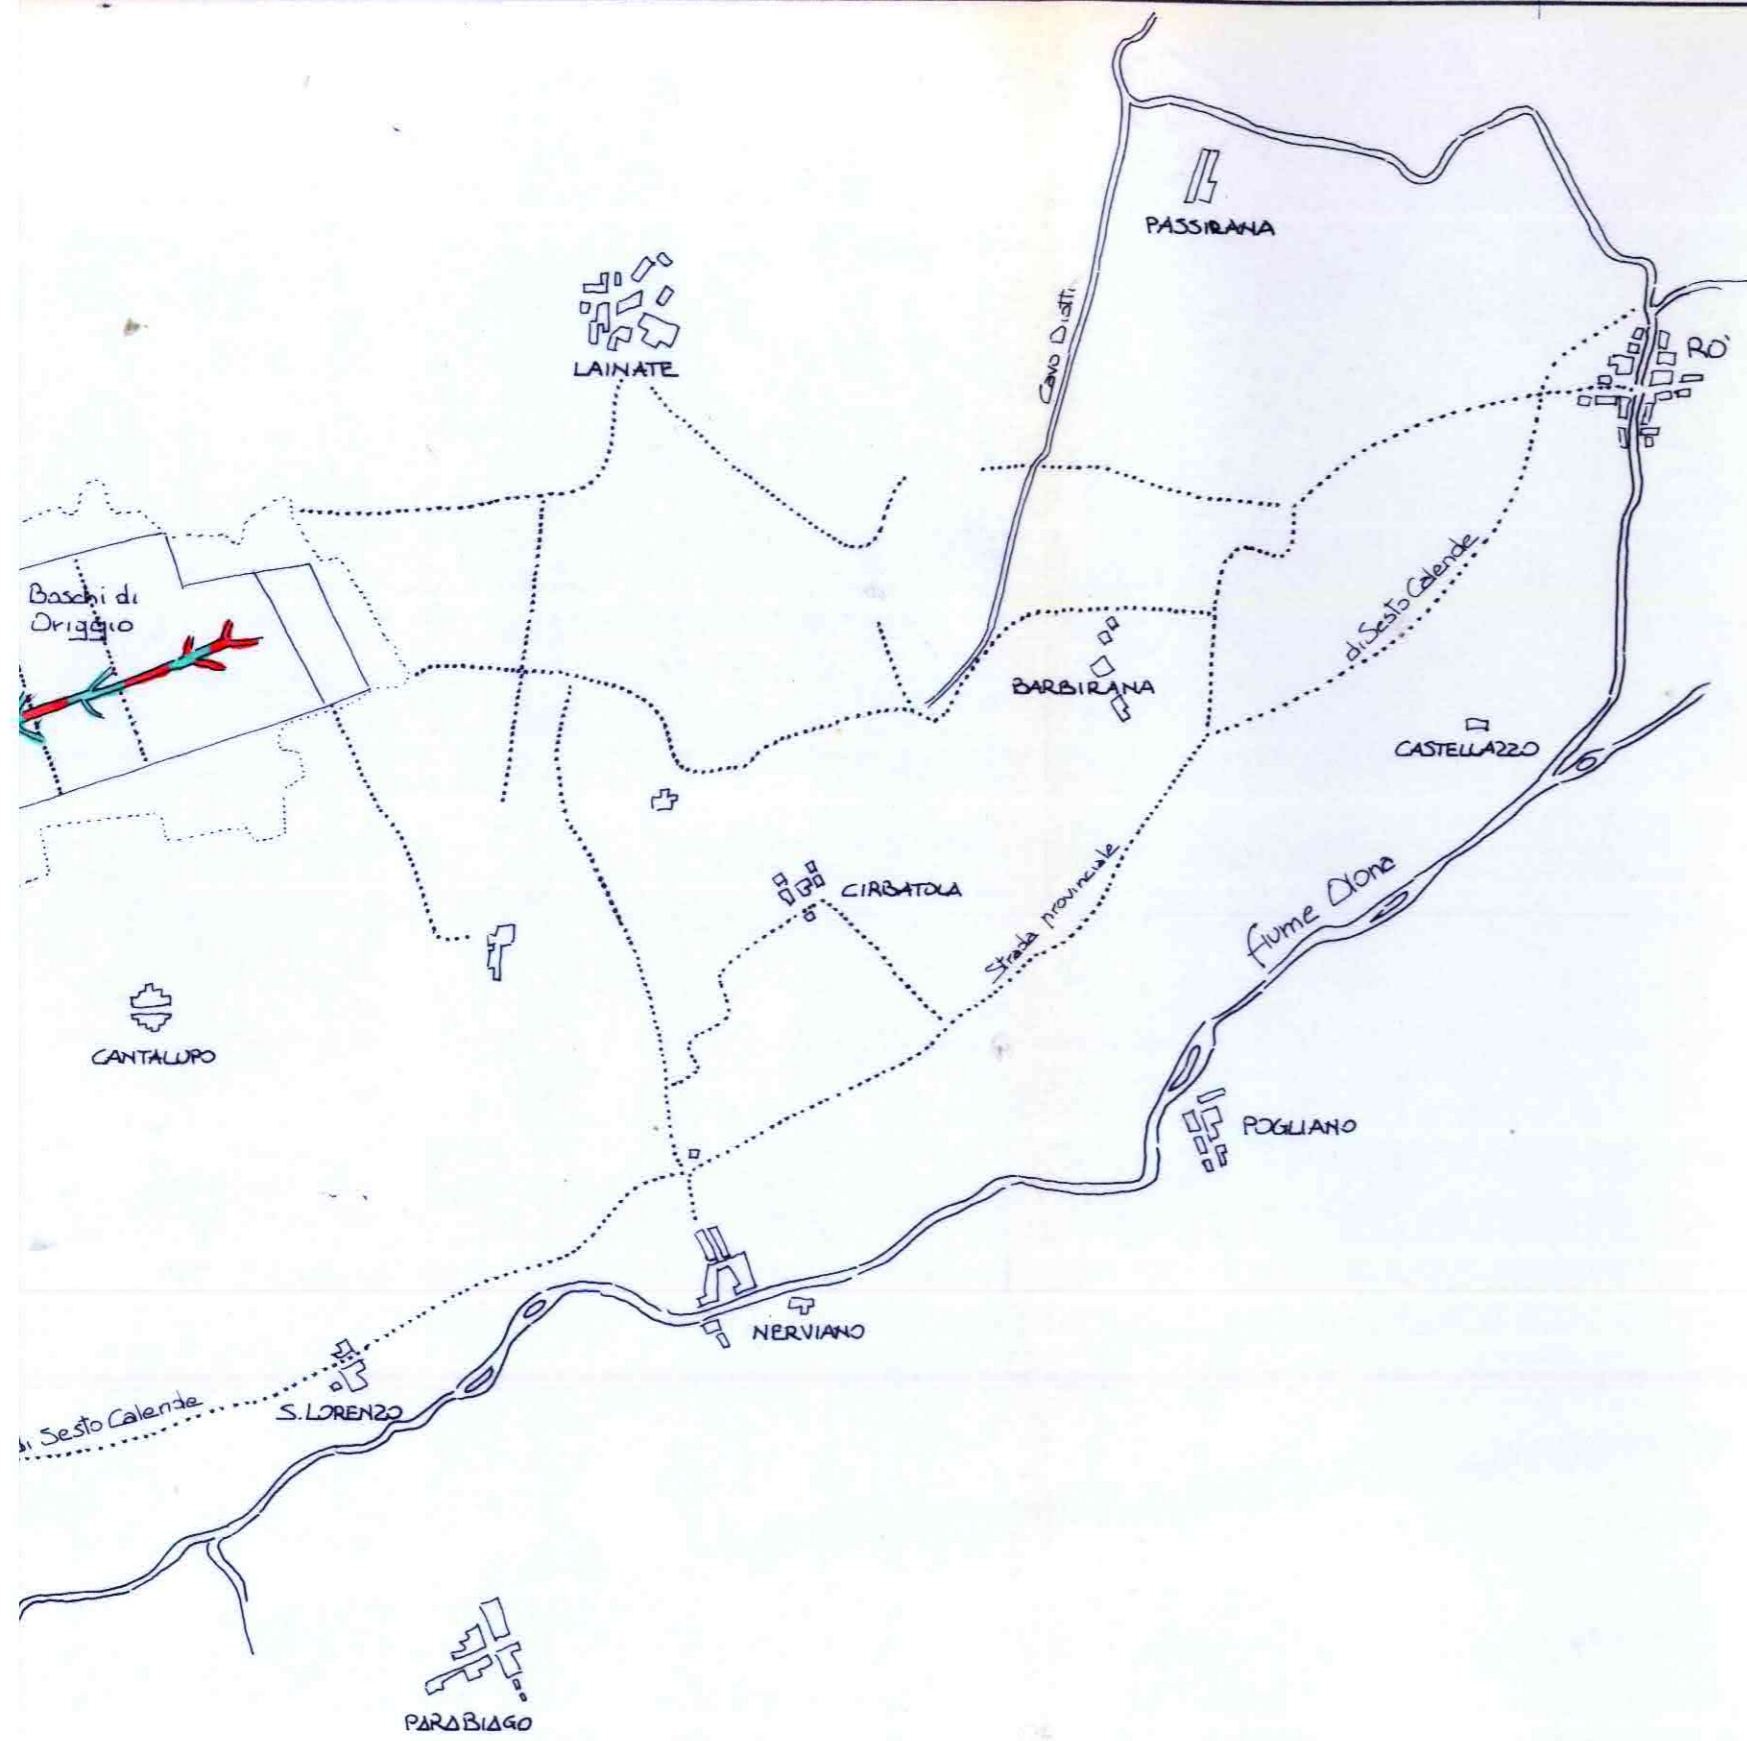 PASSIRANA
Cavo Diotti
LAINATE
RO'
Boschi di
Origgio
di Sesto Calende
BARBIRANA
CASTELLAZZO
CIRBATOLA
Strada provinciale
fiume Olona
CANTALUPO
POGLIANO
NERVIANO
S. LORENZO
di Sesto Calende
PARABIAGO